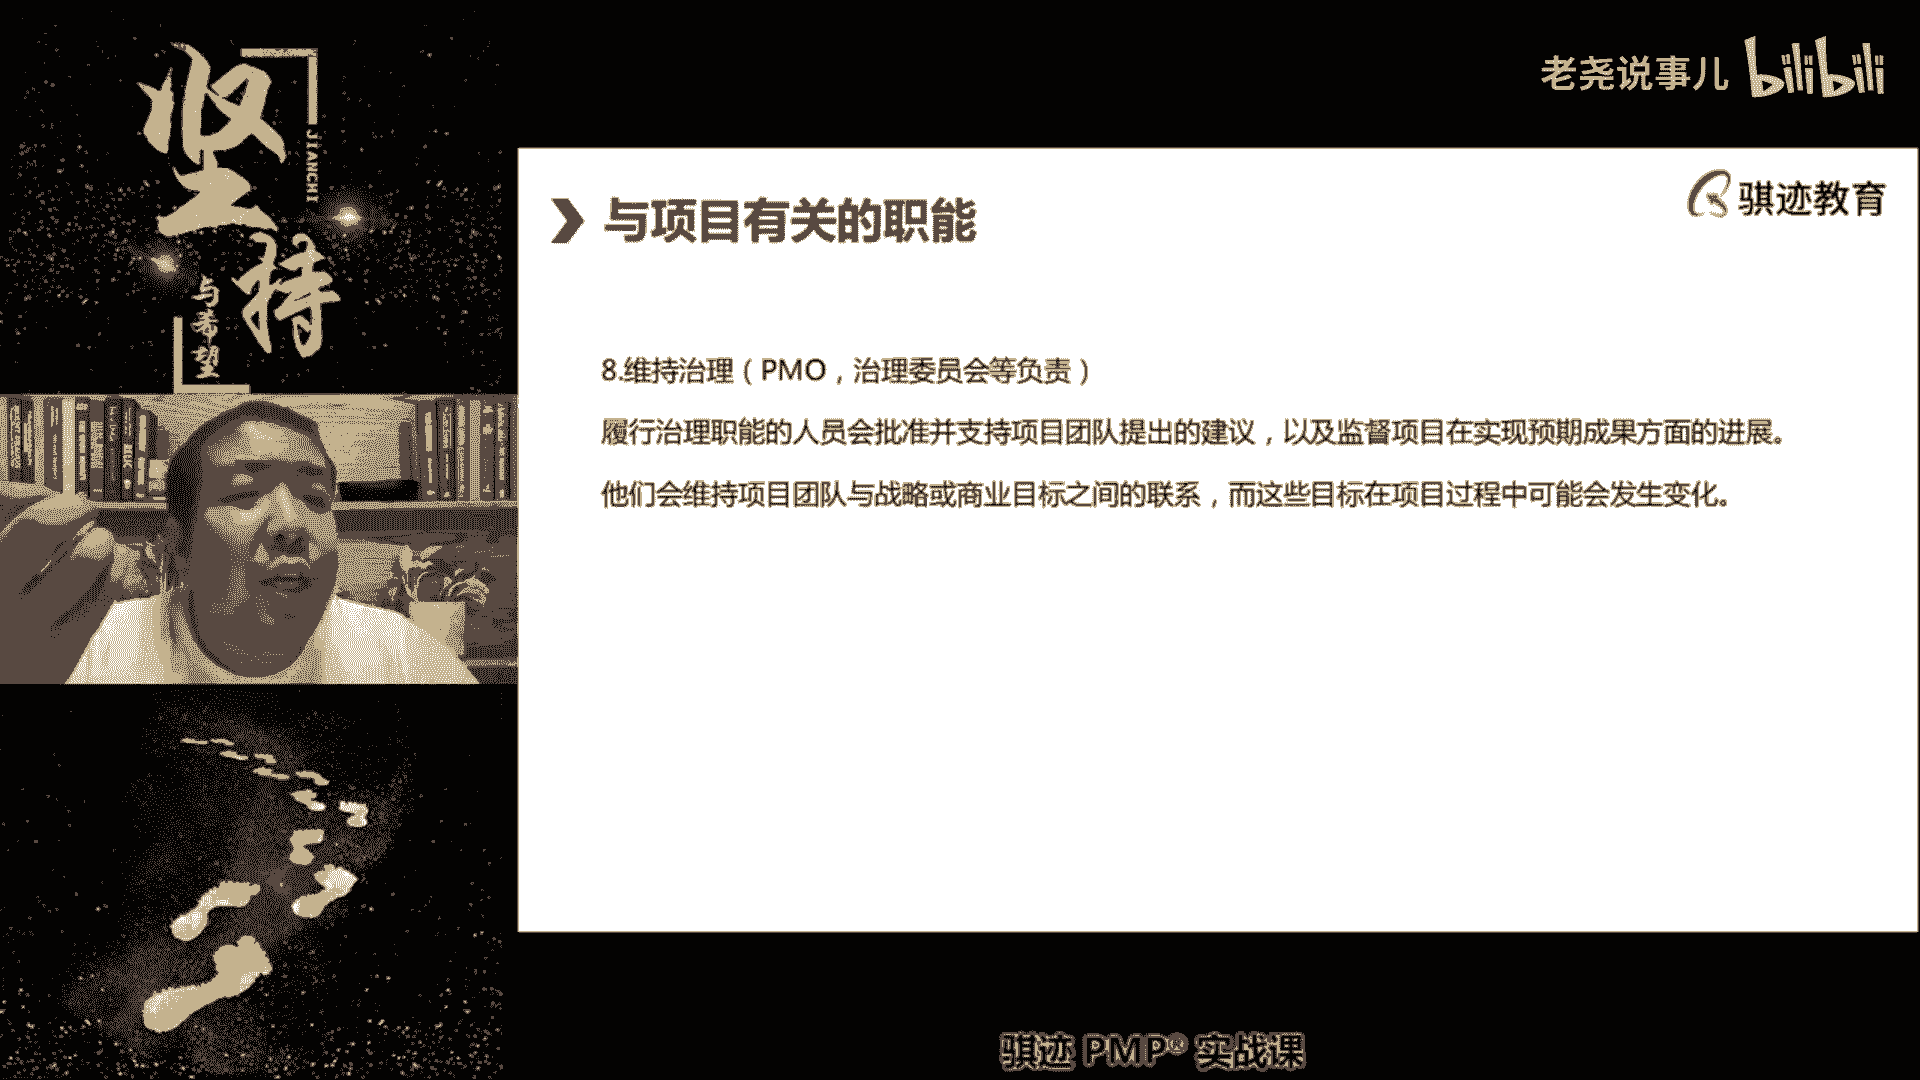 坚持
JIANCHI
与希望
老尧说事儿 bilibili
骐迹教育
与项目有关的职能
8.维持治理（PMO，治理委员会等负责）
履行治理职能的人员会批准并支持项目团队提出的建议，以及监督项目在实现预期成果方面的进展。
他们会维持项目团队与战略或商业目标之间的联系，而这些目标在项目过程中可能会发生变化。
骐迹 PMP® 实战课